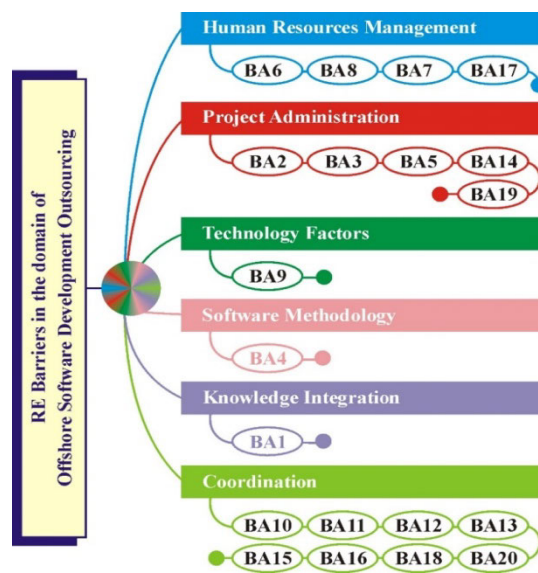 RE Barriers in the domain of
Offshore Software Development Outsourcing
Human Resources Management
BA6 BA8 BA7 BA17
Project Administration
BA2 BA3 BA5 BA14
BA19
Technology Factors
BA9
Software Methodology
BA4
Knowledge Integration
BA1
Coordination
BA10 BA11 BA12 BA13
BA15 BA16 BA18 BA20